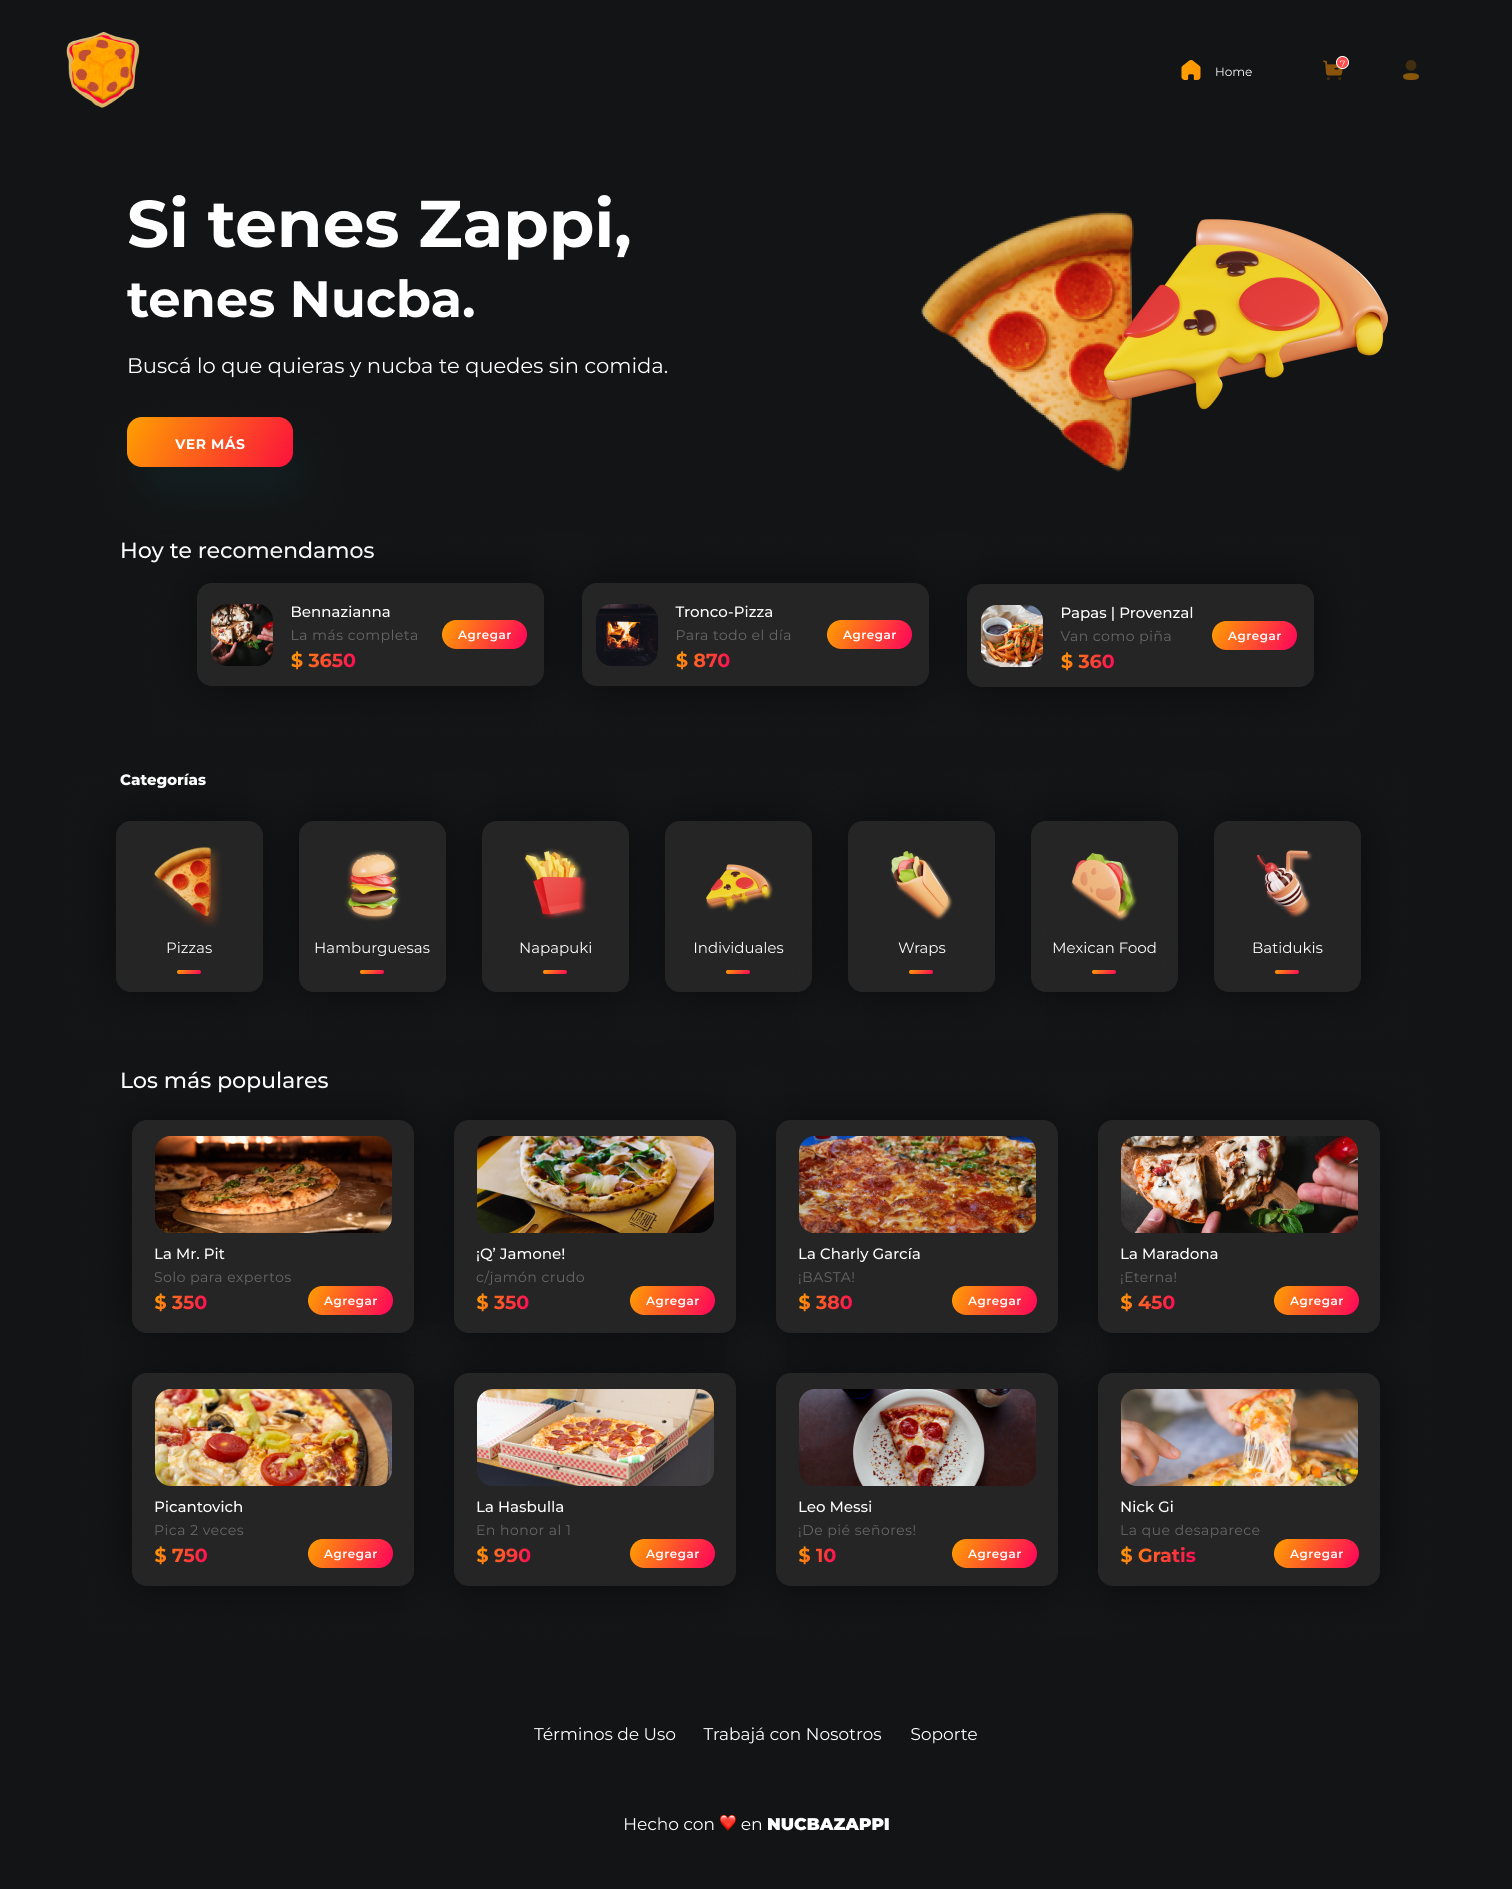 Home
7
Si tenes Zappi,
tenes Nucba.
Buscá lo que quieras y nucba te quedes sin comida.
VER MÁS
Hoy te recomendamos
Bennazianna
La más completa
$ 3650
Agregar
Tronco-Pizza
Para todo el día
$ 870
Agregar
Papas | Provenzal
Van como piña
$ 360
Agregar
Categorías
Pizzas
Hamburguesas
Napapuki
Individuales
Wraps
Mexican Food
Batidukis
Los más populares
La Mr. Pit
Solo para expertos
$ 350
Agregar
¡Q’ Jamone!
c/jamón crudo
$ 350
Agregar
La Charly García
¡BASTA!
$ 380
Agregar
La Maradona
¡Eterna!
$ 450
Agregar
Picantovich
Pica 2 veces
$ 750
Agregar
La Hasbulla
En honor al 1
$ 990
Agregar
Leo Messi
¡De pié señores!
$ 10
Agregar
Nick Gi
La que desaparece
$ Gratis
Agregar
Términos de Uso Trabajá con Nosotros Soporte
Hecho con ❤️ en NUCBAZAPPI